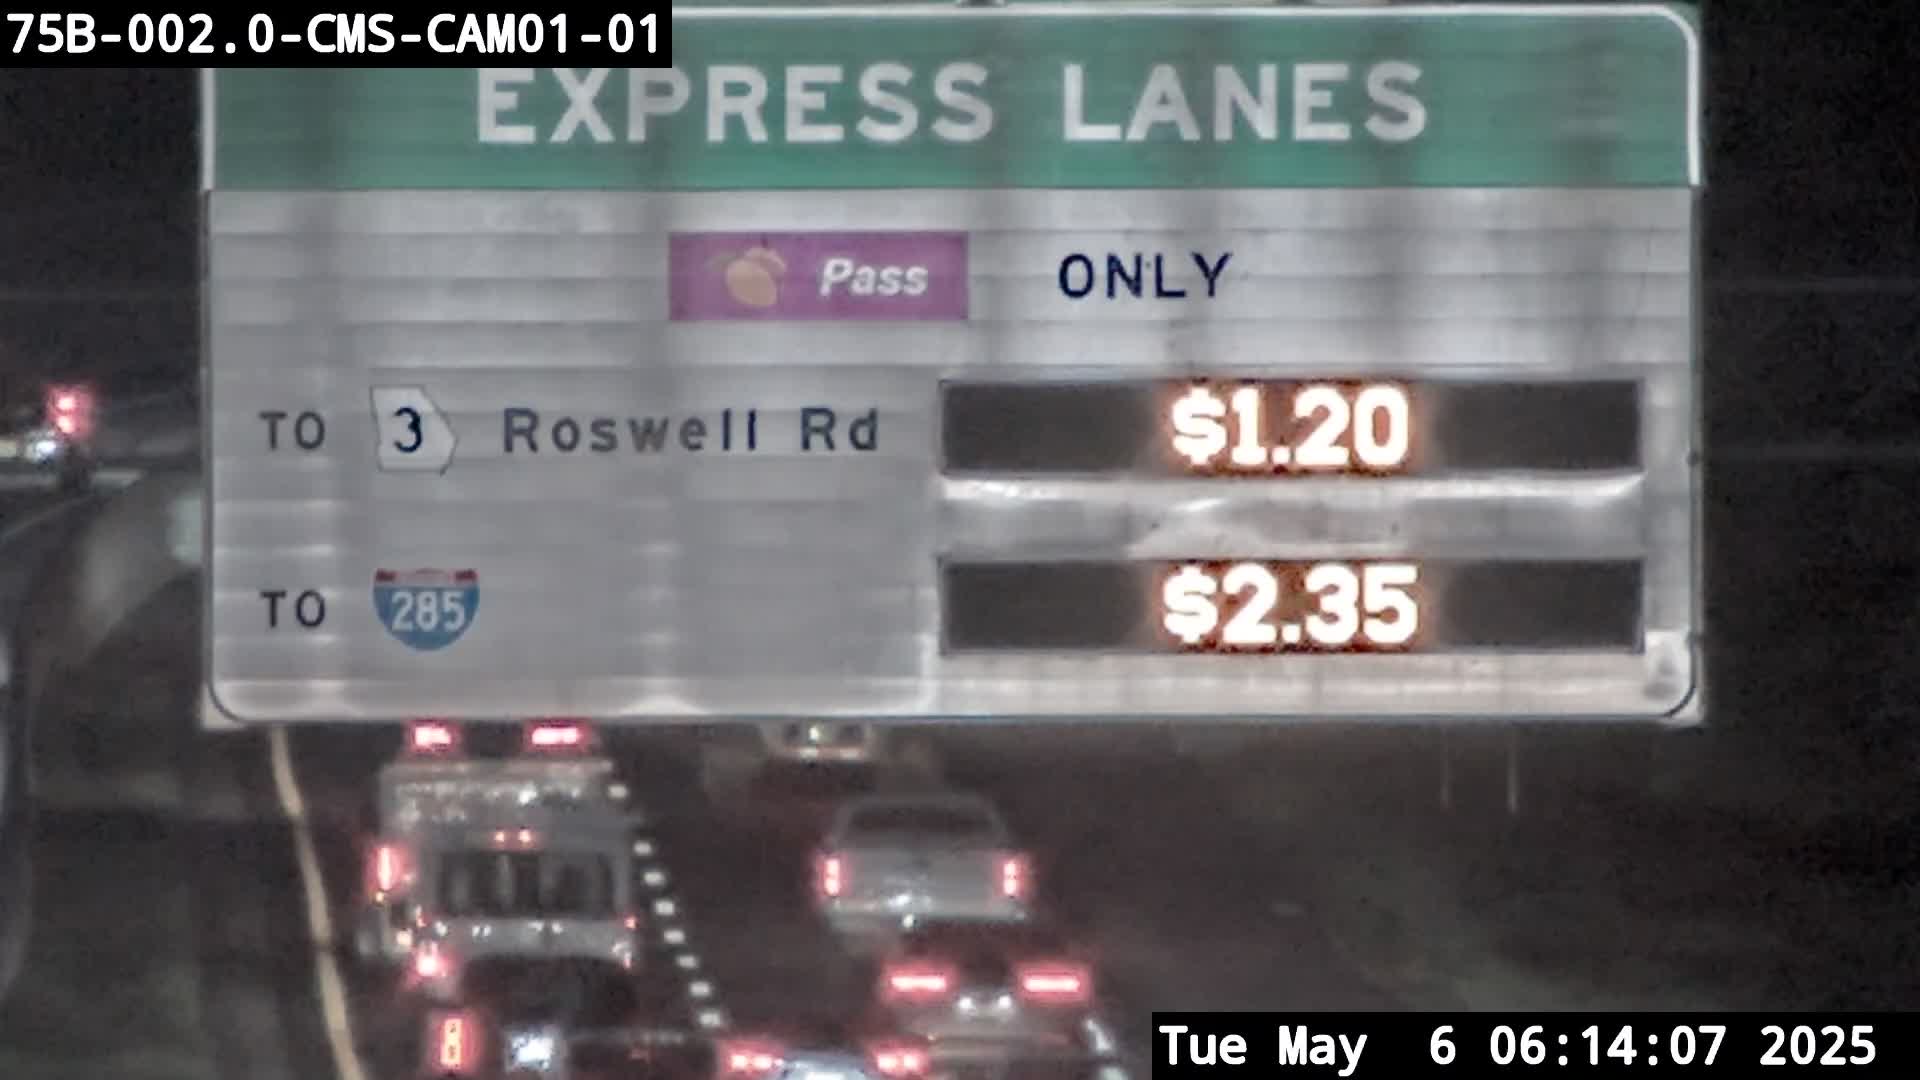 75B-002.0-CMS-CAM01-01
EXPRESS LANES
Pass ONLY
TO 3 Roswell Rd $1.20
TO 285 $2.35
Tue May 6 06:14:07 2025